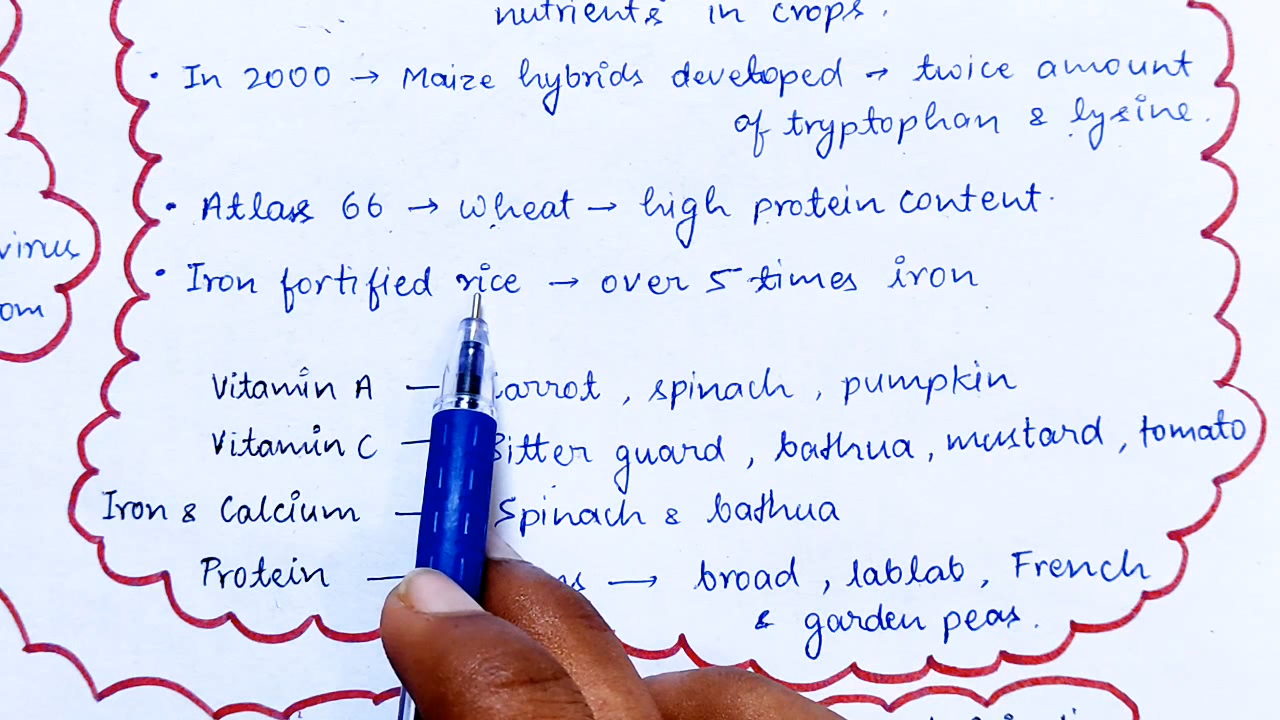 nutrients in crops.
• In 2000 → Maize hybrids developed → twice amount
of tryptophan & lysine.
• Atlas 66 → wheat → high protein content.
virus
• Iron fortified rice → over 5 times iron
om
Vitamin A — carrot, spinach, pumpkin
Vitamin C — Bitter guard, bathua, mustard, tomato
Iron & Calcium — Spinach & bathua
Protein — → broad, lablab, French
& garden peas.